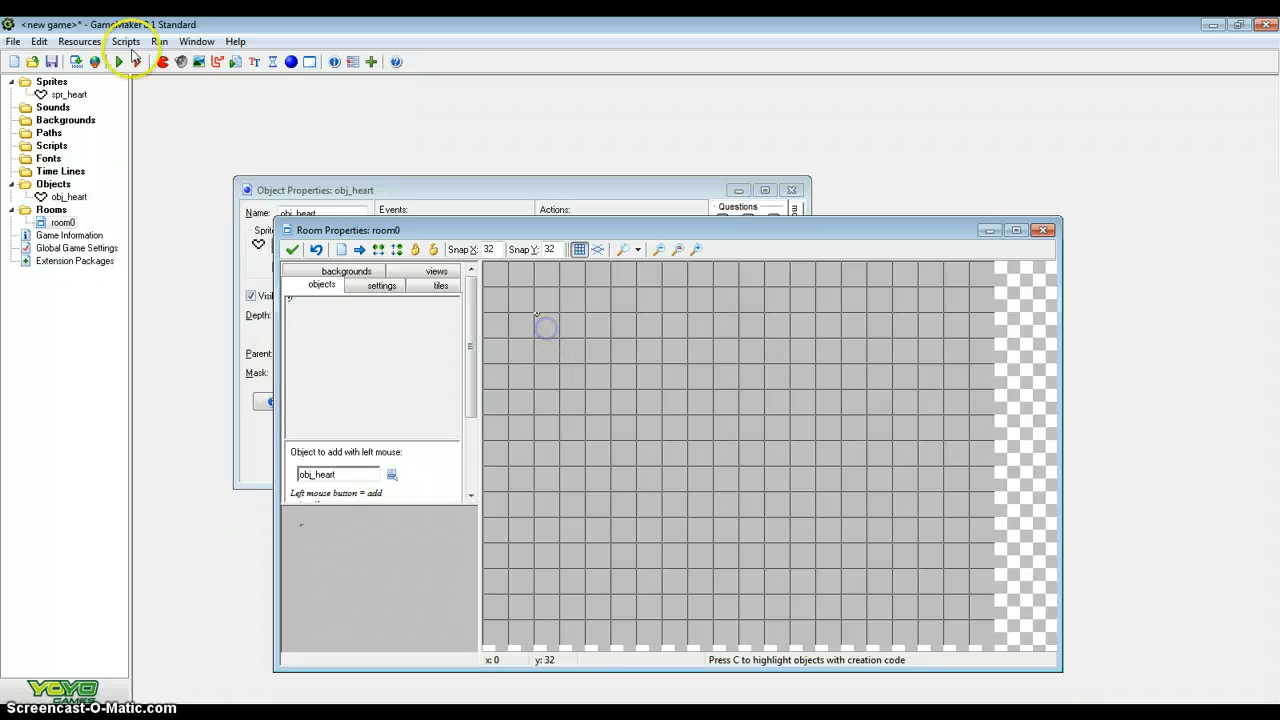 <new game>* - GameMaker 8.1 Standard
File Edit Resources Scripts Run Window Help
Sprites
spr_heart
Sounds
Backgrounds
Paths
Scripts
Fonts
Time Lines
Objects
obj_heart
Rooms
room0
Game Information
Global Game Settings
Extension Packages
Object Properties: obj_heart
Name: obj_heart Events: Actions: Questions
Depth:
Parent:
Mask:
Room Properties: room0
Snap X: 32 Snap Y: 32
backgrounds views
objects settings tiles
Object to add with left mouse:
obj_heart
Left mouse button = add
x: 0 y: 32 Press C to highlight objects with creation code
YOYO
GAMES
Screencast-O-Matic.com